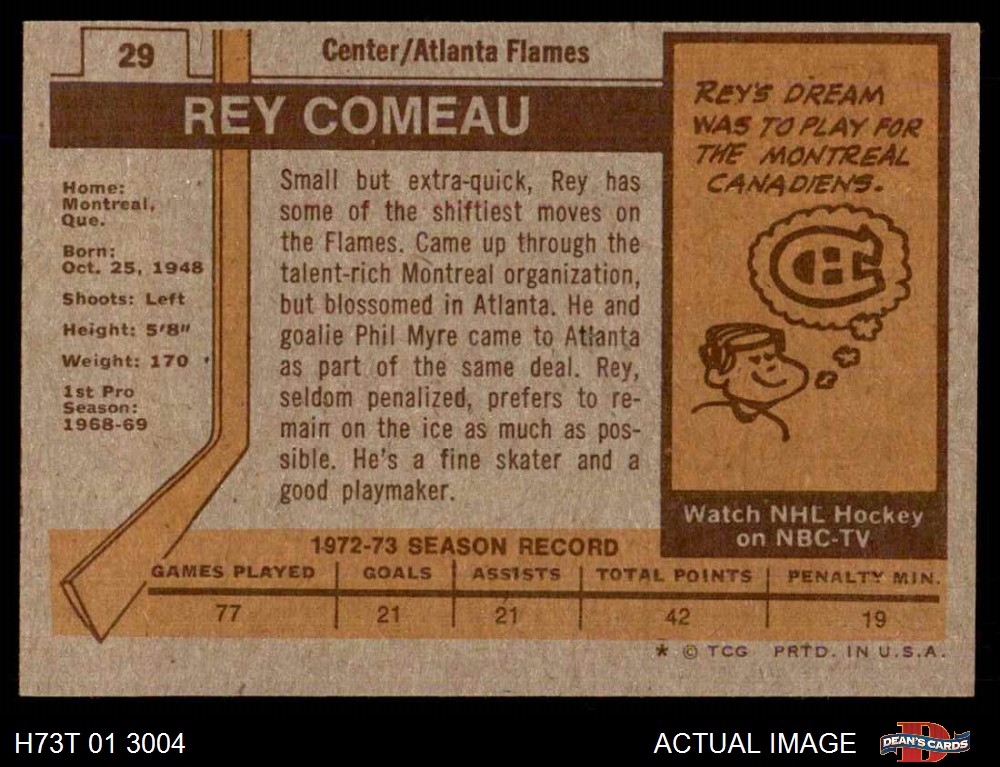 29
Center/Atlanta Flames
REY COMEAU
Home:
Montreal,
Que.
Born:
Oct. 25, 1948
Shoots: Left
Height: 5'8"
Weight: 170
1st Pro
Season:
1968-69
Small but extra-quick, Rey has
some of the shiftiest moves on
the Flames. Came up through the
talent-rich Montreal organization,
but blossomed in Atlanta. He and
goalie Phil Myre came to Atlanta
as part of the same deal. Rey,
seldom penalized, prefers to re-
main on the ice as much as pos-
sible. He's a fine skater and a
good playmaker.
REY'S DREAM
WAS TO PLAY FOR
THE MONTREAL
CANADIENS.
CH
Watch NHL Hockey
on NBC-TV
1972-73 SEASON RECORD
GAMES PLAYED GOALS ASSISTS TOTAL POINTS PENALTY MIN.
77 21 21 42 19
* © TCG PRTD. IN U.S.A.
H73T 01 3004
ACTUAL IMAGE
D
DEAN'S CARDS